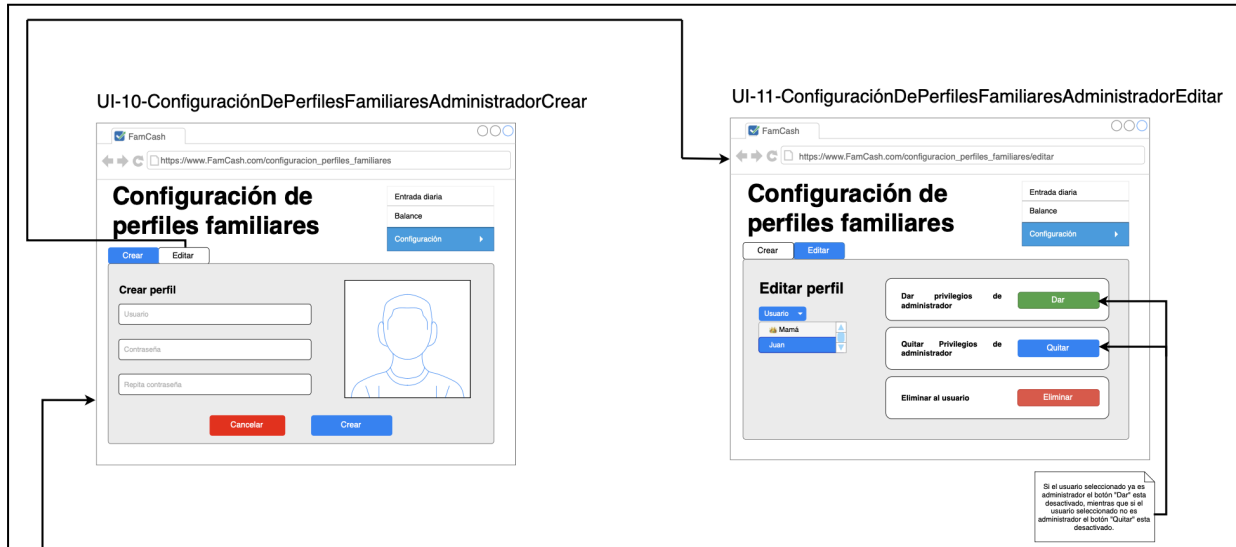 UI-10-ConfiguraciónDePerfilesFamiliaresAdministradorCrear
FamCash
https://www.FamCash.com/configuracion_perfiles_familiares
Configuración de
perfiles familiares
Entrada diaria
Balance
Configuración
Crear
Editar
Crear perfil
Usuario
Contraseña
Repita contraseña
Cancelar
Crear
UI-11-ConfiguraciónDePerfilesFamiliaresAdministradorEditar
FamCash
https://www.FamCash.com/configuracion_perfiles_familiares/editar
Configuración de
perfiles familiares
Entrada diaria
Balance
Configuración
Crear
Editar
Editar perfil
Usuario
Mamá
Juan
Dar privilegios de
administrador
Dar
Quitar Privilegios de
administrador
Quitar
Eliminar al usuario
Eliminar
Si el usuario seleccionado ya es
administrador el botón "Dar" esta
desactivado, mientras que si el
usuario seleccionado no es
administrador el botón "Quitar" esta
desactivado.